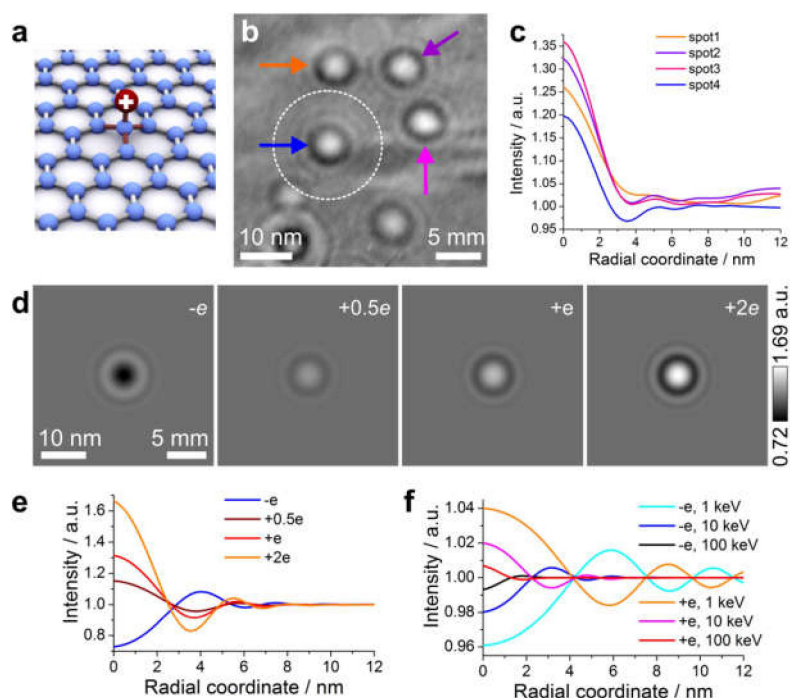 a
+
b
10 nm
5 mm
c
Intensity / a.u.
1.35
1.30
1.25
1.20
1.15
1.10
1.05
1.00
0.95
spot1
spot2
spot3
spot4
0 2 4 6 8 10 12
Radial coordinate / nm
d
-e
+0.5e
+e
+2e
10 nm
5 mm
0.72
1.69 a.u.
e
Intensity / a.u.
1.6
1.4
1.2
1.0
0.8
-e
+0.5e
+e
+2e
0 2 4 6 8 10 12
Radial coordinate / nm
f
Intensity / a.u.
1.04
1.02
1.00
0.98
0.96
-e, 1 keV
-e, 10 keV
-e, 100 keV
+e, 1 keV
+e, 10 keV
+e, 100 keV
0 2 4 6 8 10 12
Radial coordinate / nm